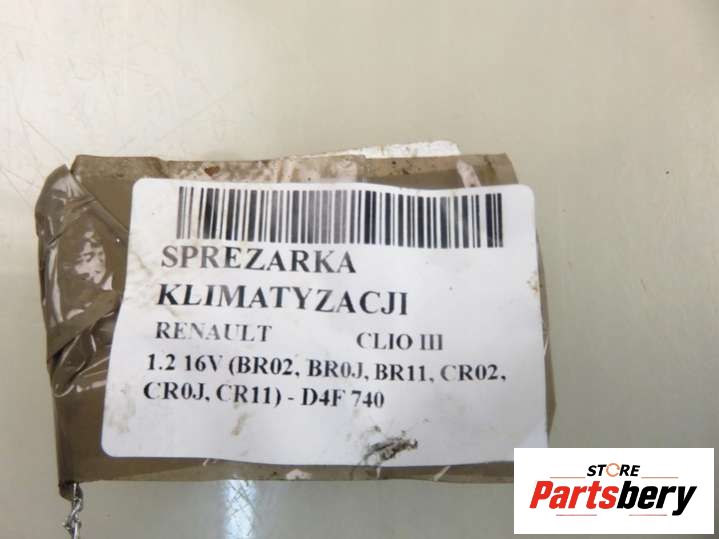 SPREZARKA
KLIMATYZACJI
RENAULT CLIO III
1.2 16V (BR02, BR0J, BR11, CR02,
CR0J, CR11) - D4F 740
STORE
Partsbery